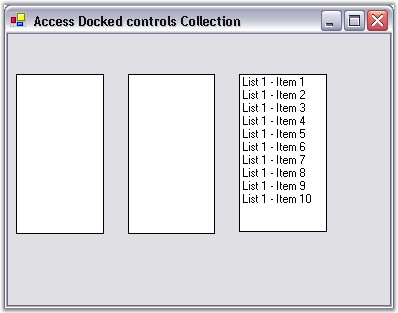 Access Docked controls Collection
List 1 - Item 1
List 1 - Item 2
List 1 - Item 3
List 1 - Item 4
List 1 - Item 5
List 1 - Item 6
List 1 - Item 7
List 1 - Item 8
List 1 - Item 9
List 1 - Item 10